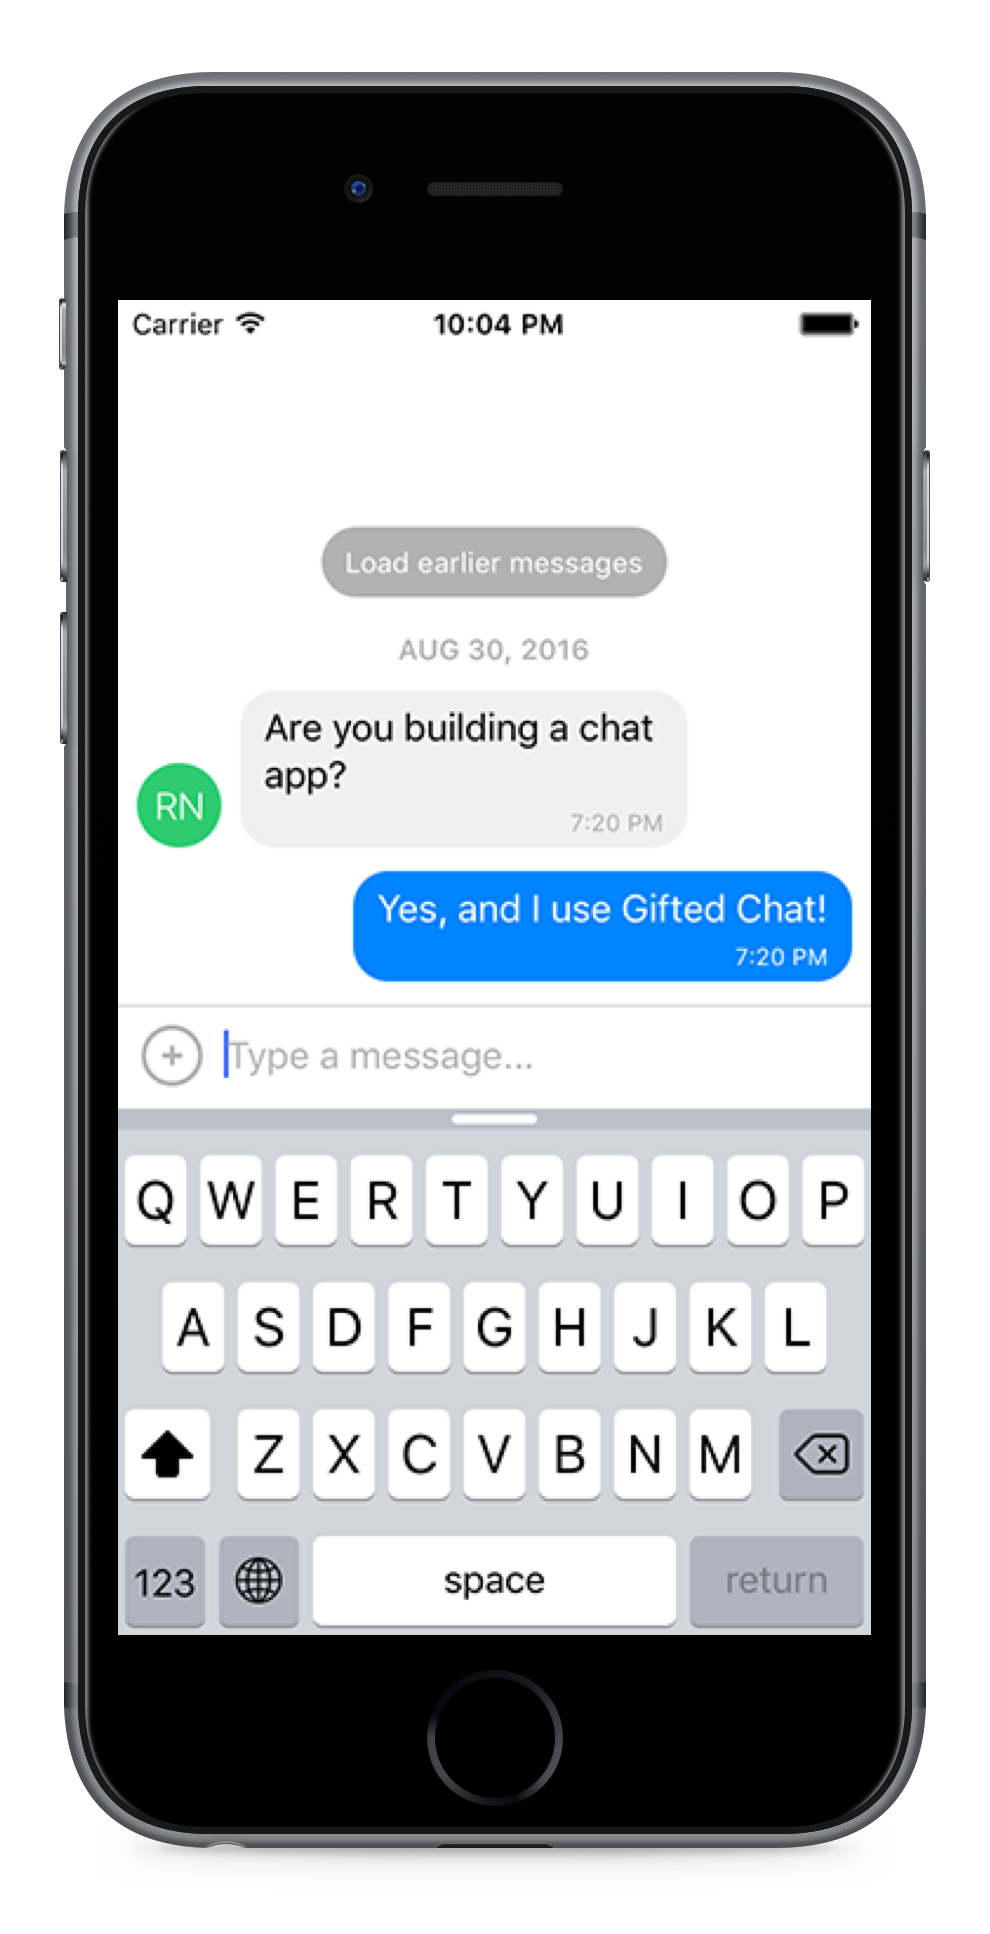 Carrier 10:04 PM
Load earlier messages
AUG 30, 2016
Are you building a chat
app?
7:20 PM
RN
Yes, and I use Gifted Chat!
7:20 PM
Type a message...
Q W E R T Y U I O P
A S D F G H J K L
Z X C V B N M
123 space return